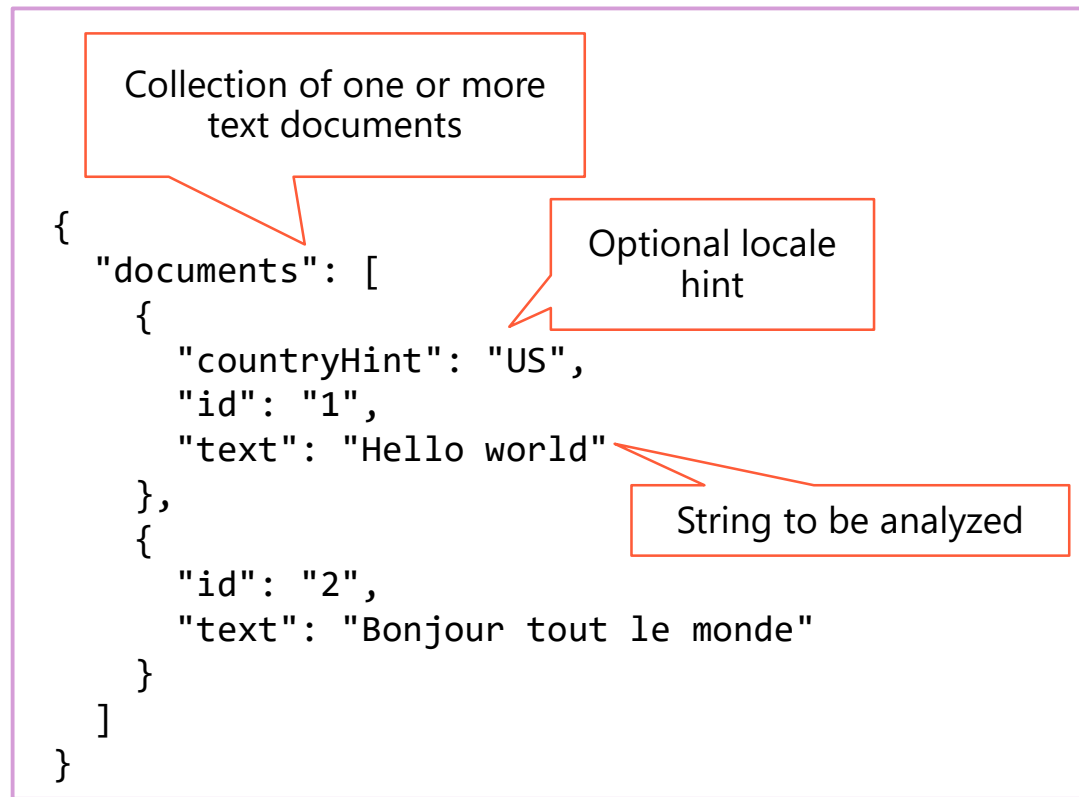 Collection of one or more
text documents
{
"documents": [
Optional locale
hint
{
"countryHint": "US",
"id": "1",
"text": "Hello world"
},
String to be analyzed
{
"id": "2",
"text": "Bonjour tout le monde"
}
]
}